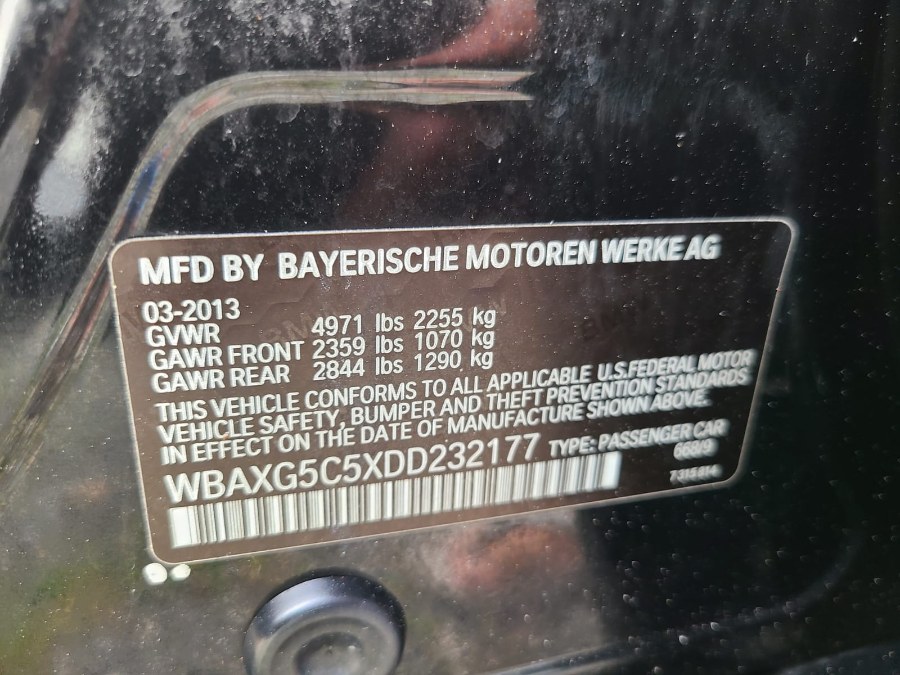 MFD BY BAYERISCHE MOTOREN WERKE AG
03-2013
GVWR 4971 lbs 2255 kg
GAWR FRONT 2359 lbs 1070 kg
GAWR REAR 2844 lbs 1290 kg
THIS VEHICLE CONFORMS TO ALL APPLICABLE U.S.FEDERAL MOTOR
VEHICLE SAFETY, BUMPER AND THEFT PREVENTION STANDARDS
IN EFFECT ON THE DATE OF MANUFACTURE SHOWN ABOVE.
WBAXG5C5XDD232177 TYPE: PASSENGER CAR